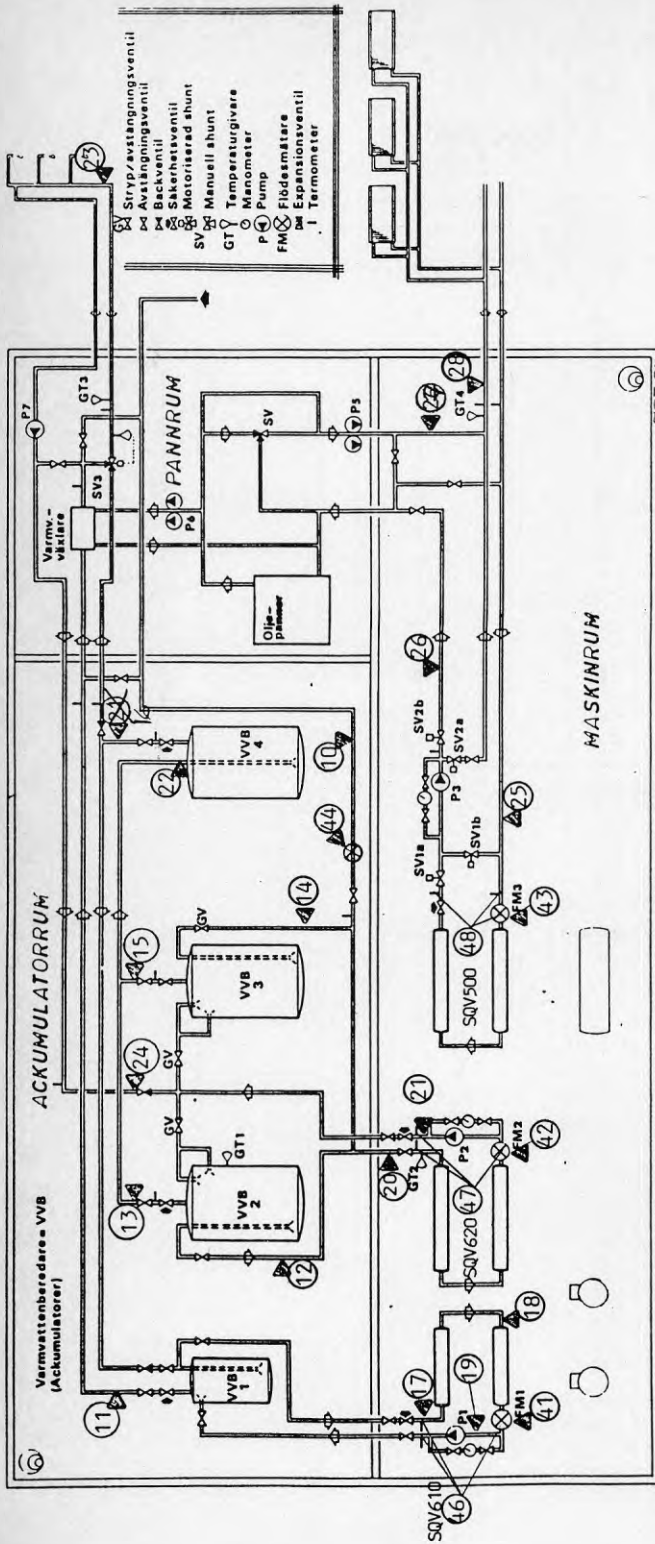 ACKUMULATORRUM
Varmvattenberedare = VVB
(Ackumulatorer)
PANNRUM
MASKINRUM
Stryp/avstängningsventil
Avstängningsventil
Backventil
Säkerhetsventil
Motoriserad shunt
SV Manuell shunt
GT Temperaturgivare
Manometer
P Pump
FM Flödesmätare
Expansionsventil
Termometer
GV
23
P7
GT3
SV3
Varmv.-
växlare
P6
SV
P5
Olje-
pannor
GT4
28
27
11
VVB
1
13
VVB
2
GT1
12
GV
24
GV
15
VVB
3
GV
14
22
VVB
4
44
10
26
SV2b
SV2a
P3
SV1a
SV1b
25
48
SQV500
FM3
43
21
20
GT2
P2
47
SQV620
FM2
42
17
18
19
P1
FM1
41
SQV610
46